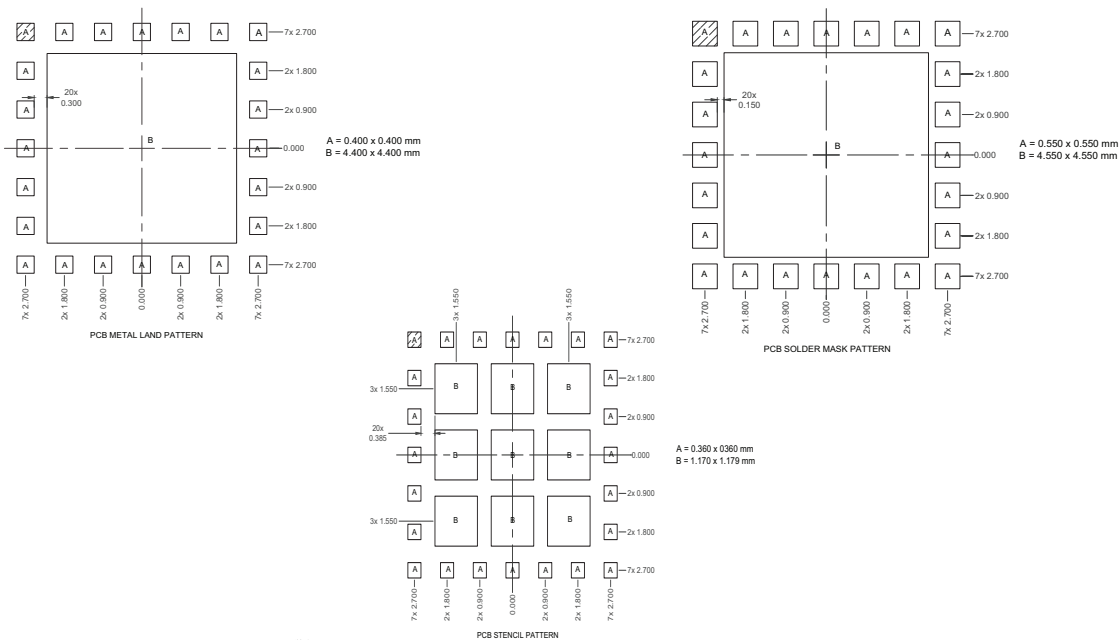 A A A A A A A 7x 2.700
A A 2x 1.800
20x
0.300
A A 2x 0.900
B
A A 0.000
A = 0.400 x 0.400 mm
B = 4.400 x 4.400 mm
A A 2x 0.900
A A 2x 1.800
A A A A A A A 7x 2.700
7x 2.700
2x 1.800
2x 0.900
0.000
2x 0.900
2x 1.800
7x 2.700
PCB METAL LAND PATTERN
A A A A A A A 7x 2.700
A A 2x 1.800
20x
0.150
A A 2x 0.900
B
A A 0.000
A = 0.550 x 0.550 mm
B = 4.550 x 4.550 mm
A A 2x 0.900
A A 2x 1.800
A A A A A A A 7x 2.700
7x 2.700
2x 1.800
2x 0.900
0.000
2x 0.900
2x 1.800
7x 2.700
PCB SOLDER MASK PATTERN
3x 1.550
3x 1.550
A A A A A A A 7x 2.700
A A 2x 1.800
3x 1.550
B B B
A A 2x 0.900
20x
0.385
A B B B A 0.000
A = 0.360 x 0360 mm
B = 1.170 x 1.179 mm
A A 2x 0.900
3x 1.550
B B B
A A 2x 1.800
A A A A A A A 7x 2.700
7x 2.700
2x 1.800
2x 0.900
0.000
2x 0.900
2x 1.800
7x 2.700
PCB STENCIL PATTERN